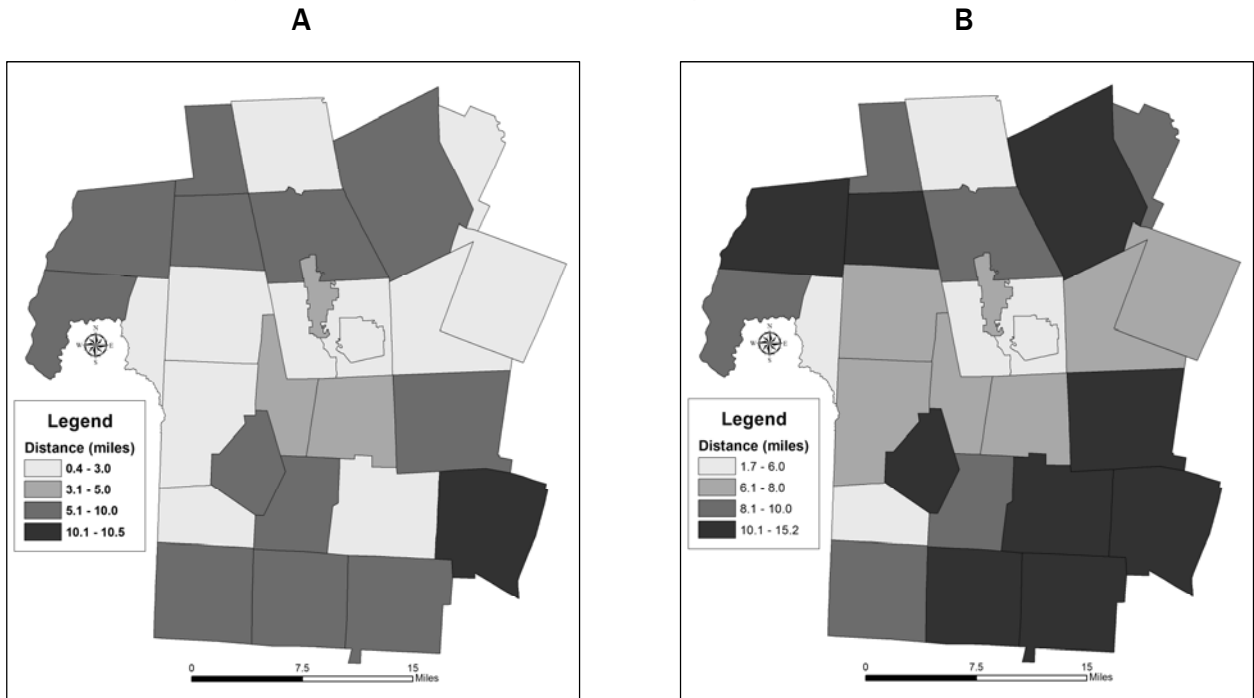 A
B
N
W E
S
Legend
Distance (miles)
0.4 - 3.0
3.1 - 5.0
5.1 - 10.0
10.1 - 10.5
0 7.5 15
Miles
N
W E
S
Legend
Distance (miles)
1.7 - 6.0
6.1 - 8.0
8.1 - 10.0
10.1 - 15.2
0 7.5 15
Miles